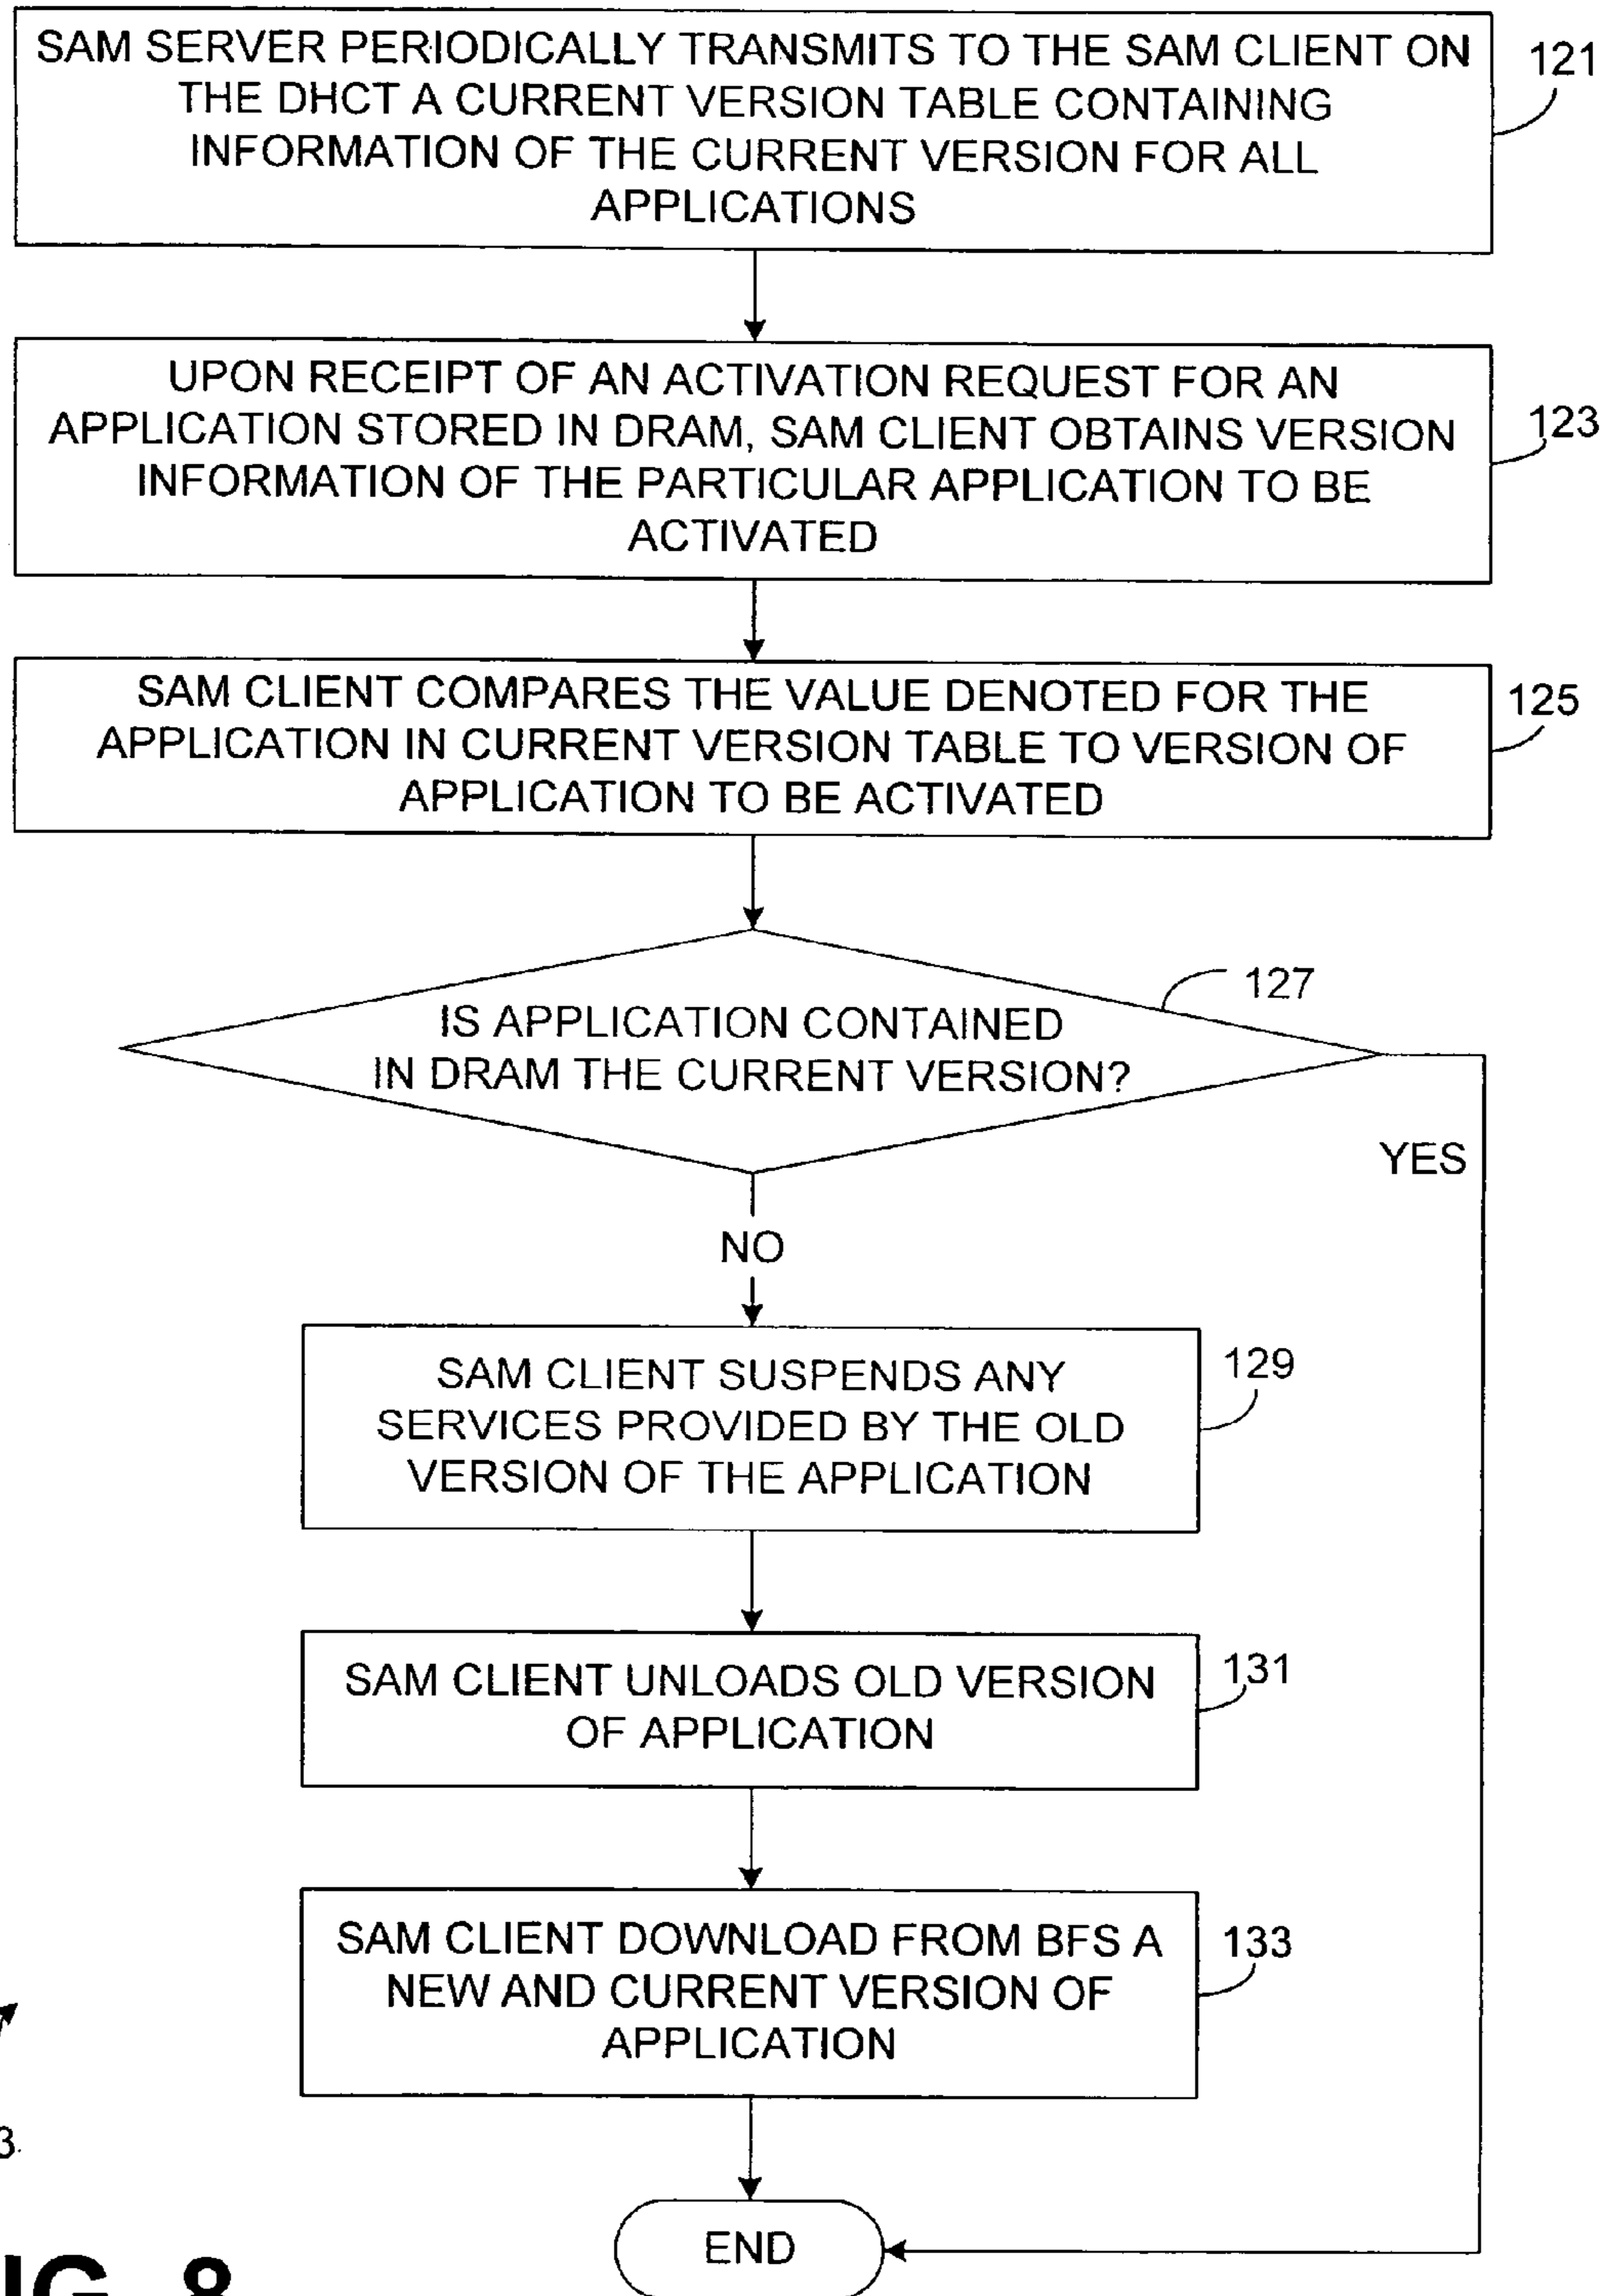 SAM SERVER PERIODICALLY TRANSMITS TO THE SAM CLIENT ON
THE DHCT A CURRENT VERSION TABLE CONTAINING
INFORMATION OF THE CURRENT VERSION FOR ALL
APPLICATIONS
121
UPON RECEIPT OF AN ACTIVATION REQUEST FOR AN
APPLICATION STORED IN DRAM, SAM CLIENT OBTAINS VERSION
INFORMATION OF THE PARTICULAR APPLICATION TO BE
ACTIVATED
123
SAM CLIENT COMPARES THE VALUE DENOTED FOR THE
APPLICATION IN CURRENT VERSION TABLE TO VERSION OF
APPLICATION TO BE ACTIVATED
125
IS APPLICATION CONTAINED
IN DRAM THE CURRENT VERSION?
127
YES
NO
SAM CLIENT SUSPENDS ANY
SERVICES PROVIDED BY THE OLD
VERSION OF THE APPLICATION
129
SAM CLIENT UNLOADS OLD VERSION
OF APPLICATION
131
SAM CLIENT DOWNLOAD FROM BFS A
NEW AND CURRENT VERSION OF
APPLICATION
133
END
8